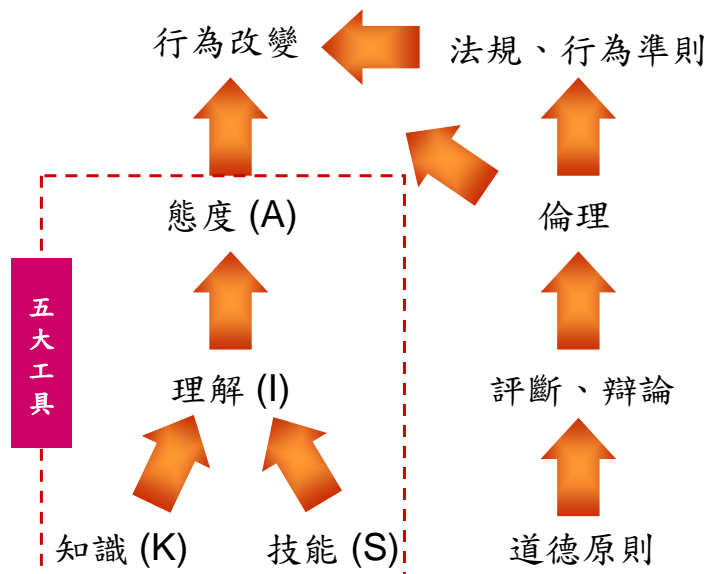 行為改變
法規、行為準則
態度 (A)
倫理
五大工具
理解 (I)
評斷、辯論
知識 (K)
技能 (S)
道德原則